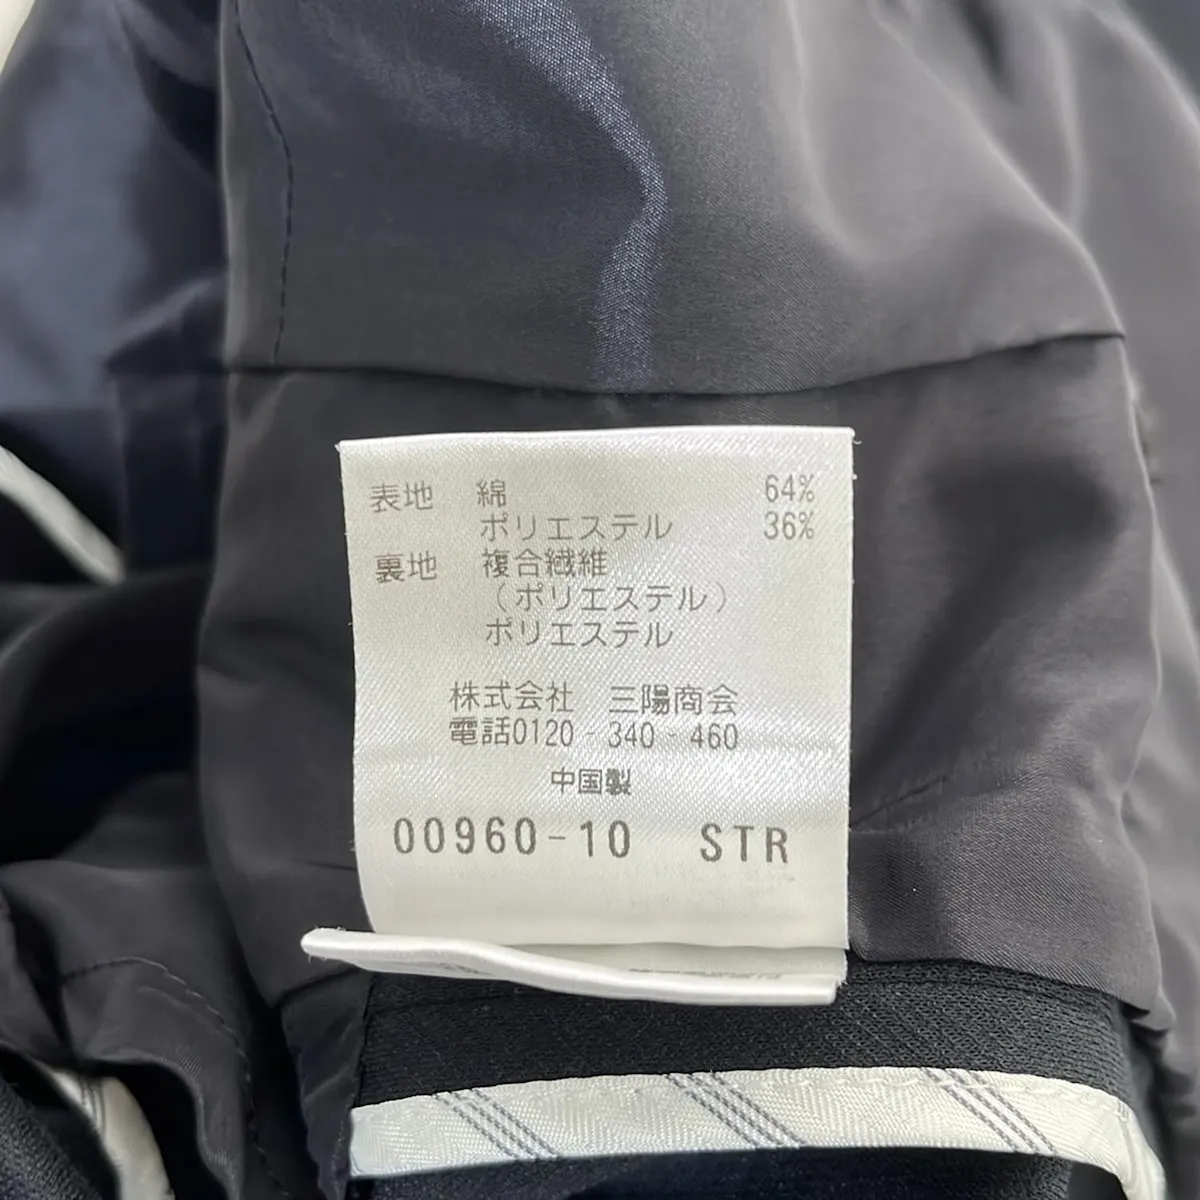 表地 綿 64%
ポリエステル 36%
裏地 複合繊維
（ポリエステル）
ポリエステル
株式会社 三陽商会
電話0120-340-460
中国製
00960-10 STR